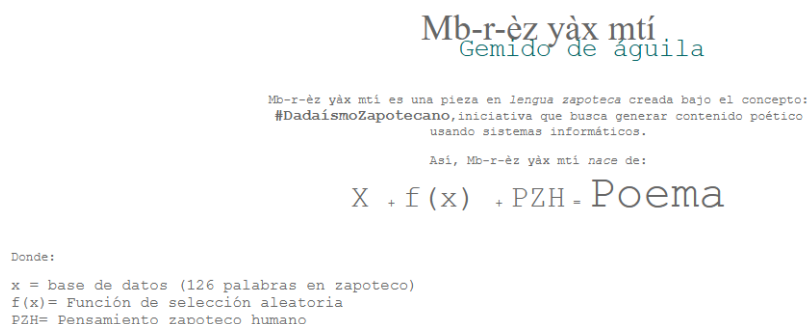 Mb-r-èz yàx mtí
Gemido de águila
Mb-r-èz yàx mtí es una pieza en lengua zapoteca creada bajo el concepto:
#DadaísmoZapotecano,iniciativa que busca generar contenido poético
usando sistemas informáticos.
Así, Mb-r-èz yàx mtí nace de:
X + f(x) + PZH = Poema
Donde:
x = base de datos (126 palabras en zapoteco)
f(x)= Función de selección aleatoria
PZH= Pensamiento zapoteco humano